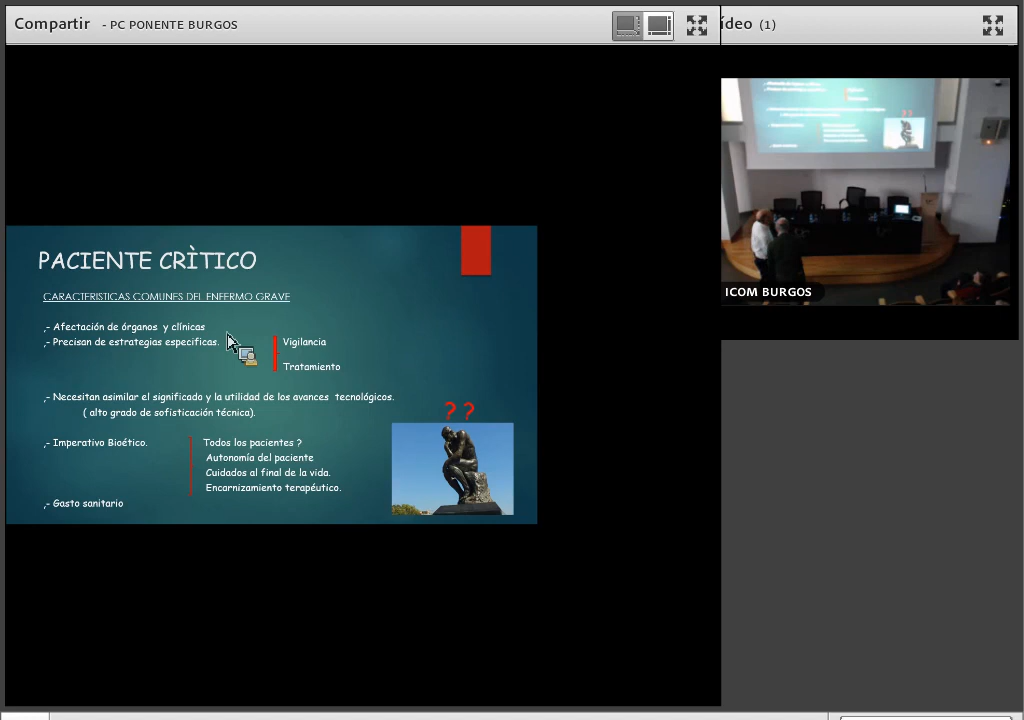 Compartir - PC PONENTE BURGOS
ídeo (1)
PACIENTE CRÌTICO
CARACTERISTICAS COMUNES DEL ENFERMO GRAVE
,- Afectación de órganos y clínicas
,- Precisan de estrategias especificas.
Vigilancia
Tratamiento
,- Necesitan asimilar el significado y la utilidad de los avances tecnológicos.
( alto grado de sofisticación técnica).
? ?
,- Imperativo Bioético.
Todos los pacientes ?
Autonomía del paciente
Cuidados al final de la vida.
Encarnizamiento terapéutico.
,- Gasto sanitario
ICOM BURGOS